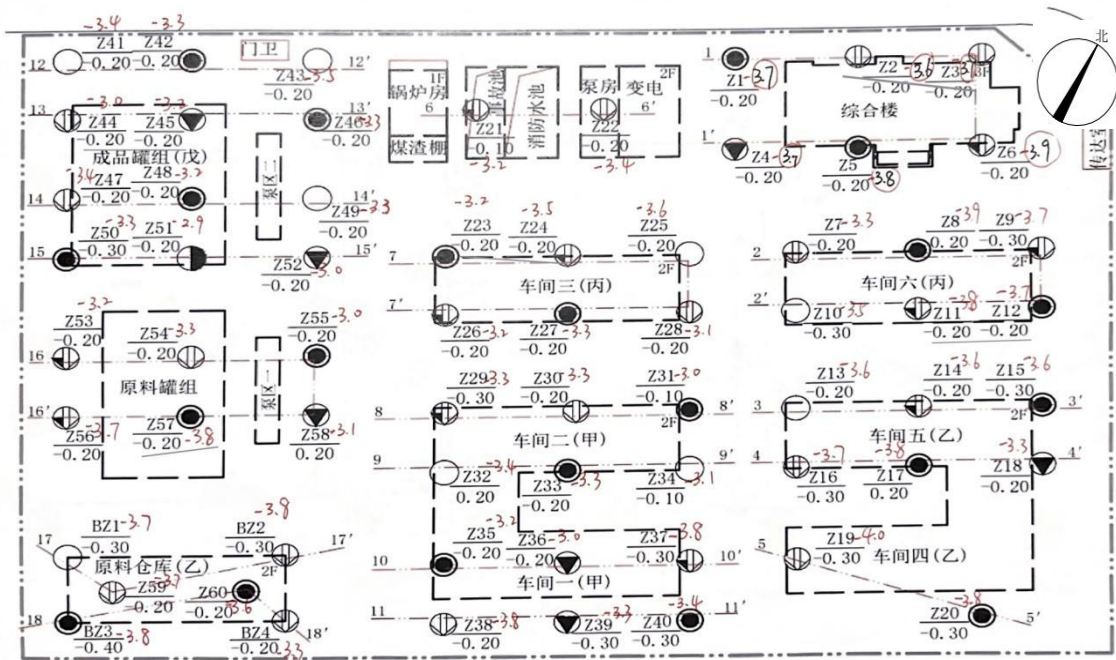 -3.4 -3.3
Z41 Z42
-0.20 -0.20
门卫
12 12'
Z43 -3.5
-0.20
13 13'
-3.0 -3.2
Z44 Z45
-0.20 -0.20
Z46 -3.3
-0.20
成品罐组(戊)
-3.4
Z47 Z48 -3.2
-0.20 -0.20
泵区二
14 14'
Z49 -3.3
-0.20
Z50 -3.3 Z51 -2.9
-0.30 -0.20
15 15'
Z52 -3.0
-0.20
锅炉房 1F
煤渣棚
6 6'
事故池
消防水池
Z21
-0.10
-3.2
泵房 变电 2F
Z22
-0.20
-3.4
1
Z1 -3.7
-0.20
Z2 -3.6 Z3
-0.20 -0.20
3F
综合楼
北
传达室
1'
Z4 -3.7
-0.20
Z5 -3.8
-0.20
Z6 -3.9
-0.20
-3.2 -3.5 -3.6
Z23 Z24 Z25
-0.20 -0.20 -0.20
7
2F
车间三(丙)
7'
Z26 -3.2 Z27 -3.3 Z28 -3.1
-0.20 -0.20 -0.20
Z7 -3.3 Z8 -3.9 Z9 -3.7
-0.20 -0.20 -0.30
2
2F
车间六(丙)
2'
Z10 -3.5 Z11 -3.8 Z12 -3.7
-0.30 -0.20 -0.20
Z53 -3.2
-0.20
Z54 -3.3
-0.20
Z55 -3.0
-0.20
16
原料罐组
泵区一
16'
Z56 -3.7
-0.20
Z57 -3.8
-0.20
Z58 -3.1
-0.20
Z29 -3.3 Z30 -3.3 Z31 -3.0
-0.30 -0.20 -0.10
8 8'
车间二(甲)
9 9'
Z32 -3.4 Z33 -3.3 Z34 -3.1
-0.20 -0.20 -0.10
Z13 -3.6 Z14 -3.6 Z15 -3.6
-0.20 -0.20 -0.30
3 3'
2F
车间五(乙)
4 4'
Z16 -3.7 Z17 -3.8 Z18 -3.3
-0.30 0.20 -0.20
BZ1 -3.7 BZ2 -3.8
-0.30 -0.30
17 17'
原料仓库(乙) 2F
Z59 Z60 -3.6
-0.20 -0.20
18 18'
BZ3 -3.8 BZ4 -3.3
-0.40 -0.20
Z35 -3.2 Z36 -3.0 Z37 -3.8
-0.30 -0.20 -0.30
10 10'
车间一(甲)
11 11'
Z38 -3.8 Z39 -3.3 Z40 -3.4
-0.20 -0.30 -0.30
5
Z19 -4.0
-0.30
车间四(乙)
Z20 -3.8
-0.30
5'